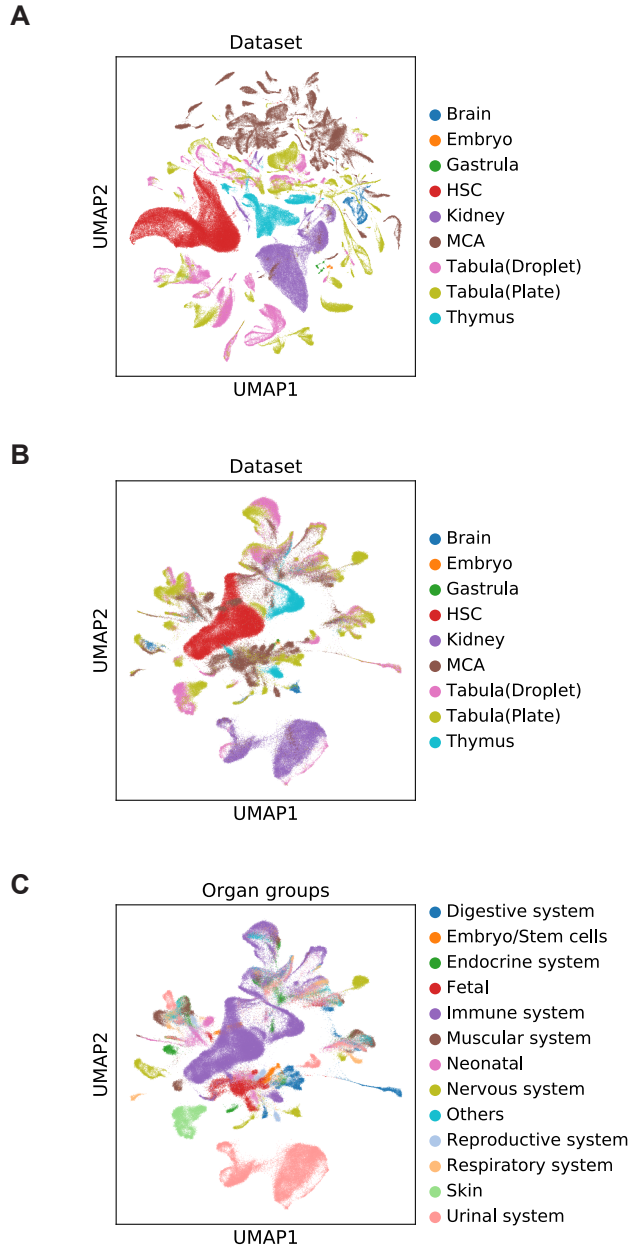 A
Dataset
UMAP2
UMAP1
Brain
Embryo
Gastrula
HSC
Kidney
MCA
Tabula(Droplet)
Tabula(Plate)
Thymus
B
Dataset
UMAP2
UMAP1
Brain
Embryo
Gastrula
HSC
Kidney
MCA
Tabula(Droplet)
Tabula(Plate)
Thymus
C
Organ groups
UMAP2
UMAP1
Digestive system
Embryo/Stem cells
Endocrine system
Fetal
Immune system
Muscular system
Neonatal
Nervous system
Others
Reproductive system
Respiratory system
Skin
Urinal system